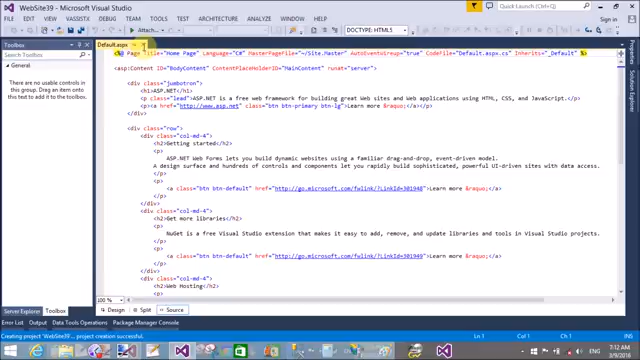 WebSite39 - Microsoft Visual Studio
Quick Launch (Ctrl+Q)
FILE EDIT VIEW
Attach...
DOCTYPE: HTML5
Toolbox
Search Toolbox
General
There are no usable controls in this group. Drag an item onto this text to add it to the toolbox.
Default.aspx
<%@ Page Title="Home Page" Language="C#" MasterPageFile="~/Site.Master" AutoEventWireup="true" CodeFile="Default.aspx.cs" Inherits="_Default" %>
<asp:Content ID="BodyContent" ContentPlaceHolderID="MainContent" runat="server">
<div class="jumbotron">
<h1>ASP.NET</h1>
<p class="lead">ASP.NET is a free web framework for building great Web sites and Web applications using HTML, CSS, and JavaScript.</p>
<p><a href="http://www.asp.net" class="btn btn-primary btn-lg">Learn more &raquo;</a></p>
</div>
<div class="row">
<div class="col-md-4">
<h2>Getting started</h2>
<p>
ASP.NET Web Forms lets you build dynamic websites using a familiar drag-and-drop, event-driven model.
A design surface and hundreds of controls and components let you rapidly build sophisticated, powerful UI-driven sites with data access.
</p>
<p>
<a class="btn btn-default" href="http://go.microsoft.com/fwlink/?LinkId=301948">Learn more &raquo;</a>
</p>
</div>
<div class="col-md-4">
<h2>Get more libraries</h2>
<p>
NuGet is a free Visual Studio extension that makes it easy to add, remove, and update libraries and tools in Visual Studio projects.
</p>
<p>
<a class="btn btn-default" href="http://go.microsoft.com/fwlink/?LinkId=301949">Learn more &raquo;</a>
</p>
</div>
<div class="col-md-4">
<h2>Web Hosting</h2>
<p>
100 %
Design Split Source
Server Explorer Toolbox
Error List Output Data Tools Operations Package Manager Console
Creating project 'WebSite39'... project creation successful.
Ln 1 Col 1 Ch 1 INS
EN
7:12 AM
3/9/2016